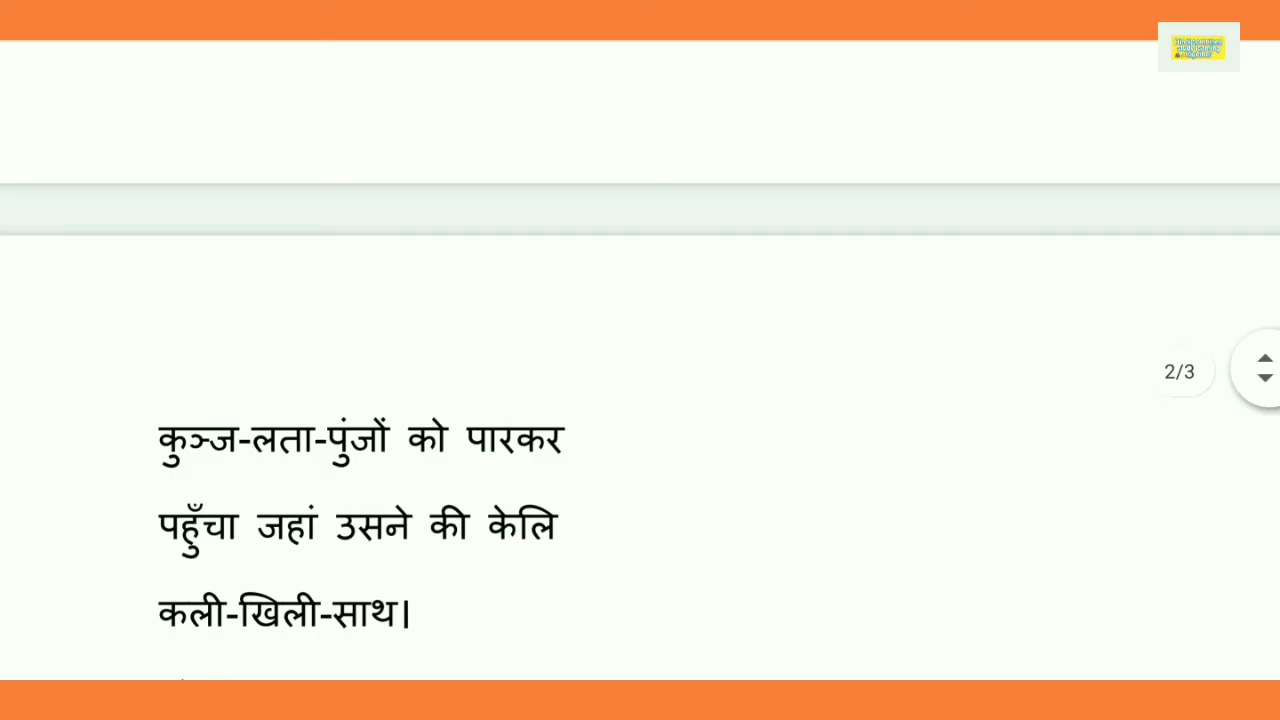 2/3
कुञ्ज-लता-पुंजों को पारकर
पहुँचा जहां उसने की केलि
कली-खिली-साथ।